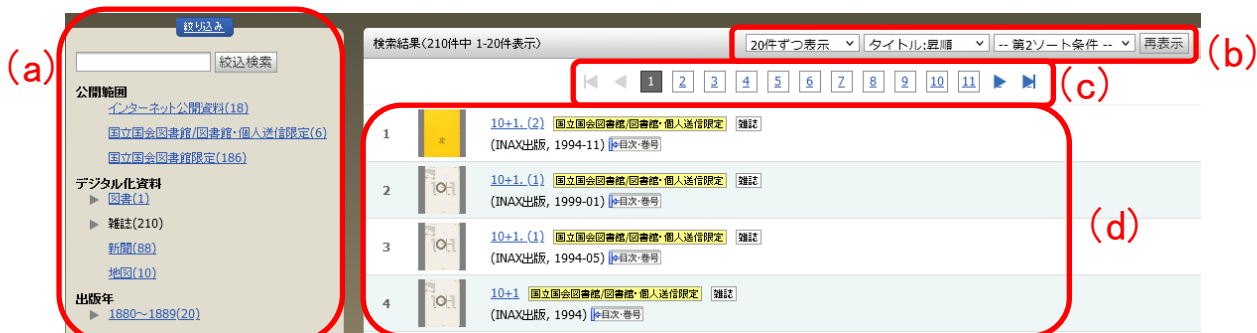 (a)
絞り込み
絞込検索
公開範囲
インターネット公開資料(18)
国立国会図書館/図書館・個人送信限定(6)
国立国会図書館限定(186)
デジタル化資料
▶ 図書(1)
▶ 雑誌(210)
新聞(88)
地図(10)
出版年
▶ 1880～1889(20)
検索結果(210件中 1-20件表示)
20件ずつ表示 タイトル:昇順 -- 第2ソート条件 -- 再表示
(b)
1 2 3 4 5 6 7 8 9 10 11
(c)
1 10+1. (2) 国立国会図書館/図書館・個人送信限定 雑誌
(INAX出版, 1994-11) 目次・巻号
2 10+1. (1) 国立国会図書館/図書館・個人送信限定 雑誌
(INAX出版, 1999-01) 目次・巻号
3 10+1. (1) 国立国会図書館/図書館・個人送信限定 雑誌
(INAX出版, 1994-05) 目次・巻号
4 10+1 国立国会図書館/図書館・個人送信限定 雑誌
(INAX出版, 1994) 目次・巻号
(d)